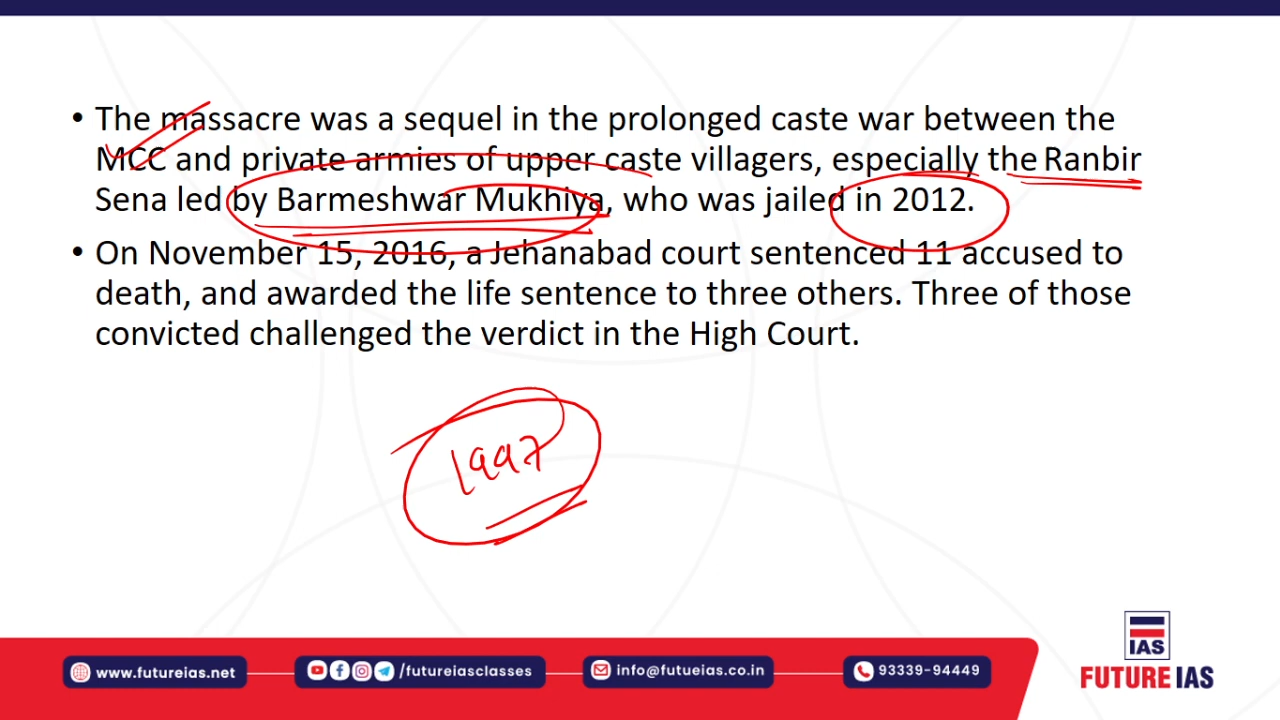 • The massacre was a sequel in the prolonged caste war between the
MCC and private armies of upper caste villagers, especially the Ranbir
Sena led by Barmeshwar Mukhiya, who was jailed in 2012.
• On November 15, 2016, a Jehanabad court sentenced 11 accused to
death, and awarded the life sentence to three others. Three of those
convicted challenged the verdict in the High Court.
1997
IAS
FUTURE IAS
www.futureias.net
/futureiasclasses
info@futueias.co.in
93339-94449